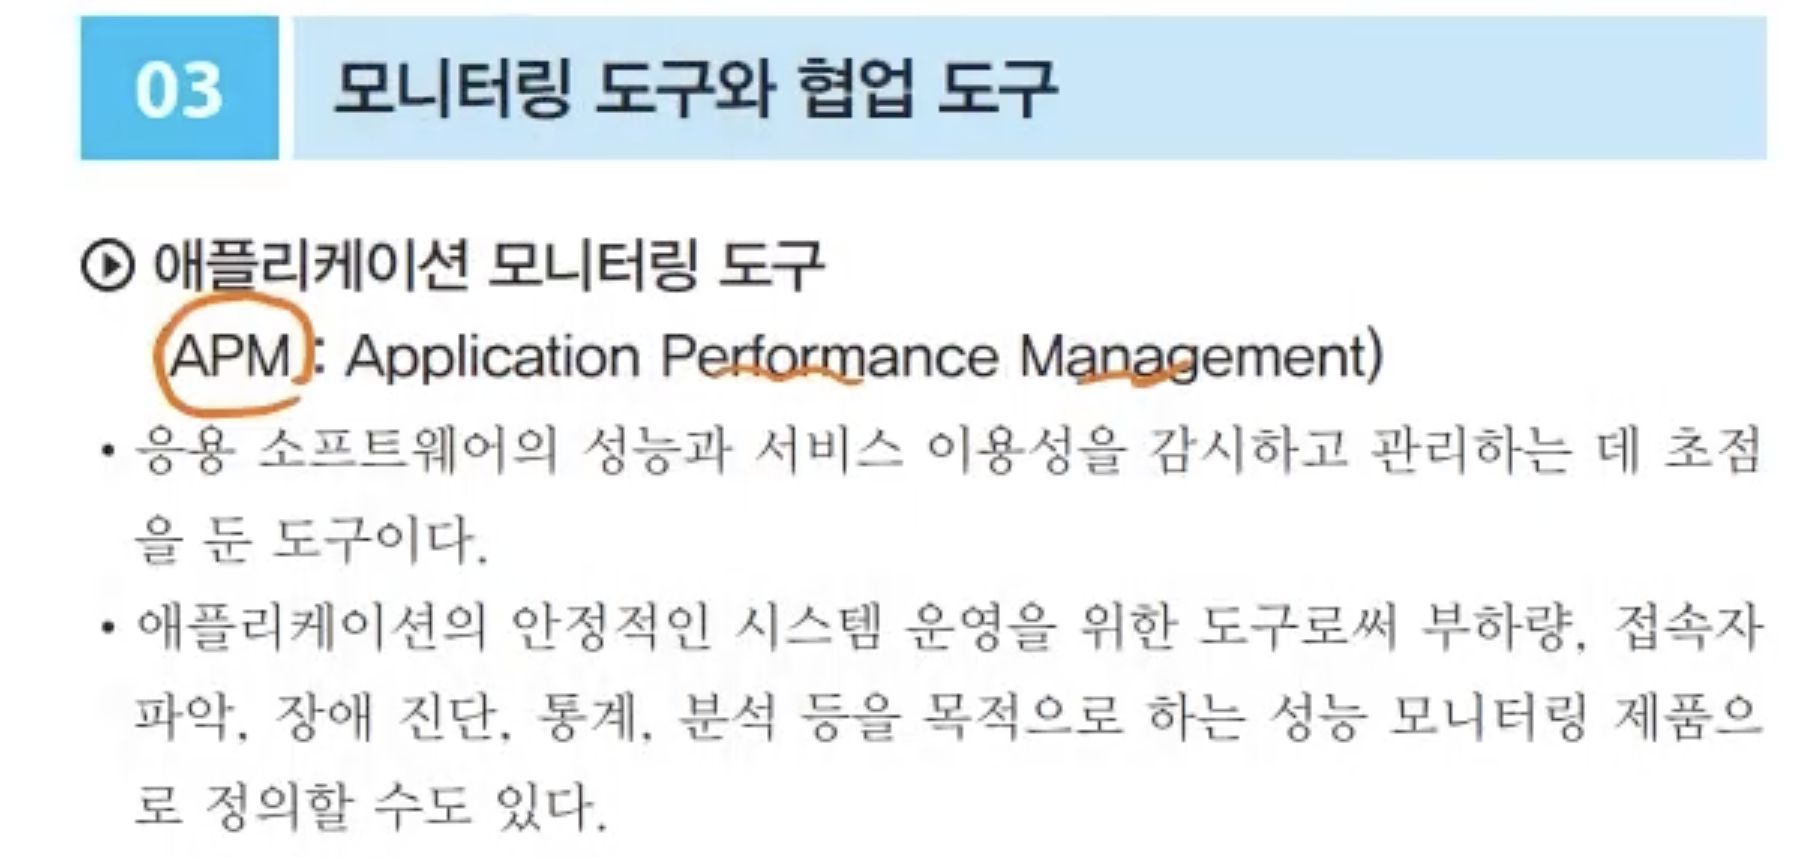 03 모니터링 도구와 협업 도구
애플리케이션 모니터링 도구
APM : Application Performance Management)
• 응용 소프트웨어의 성능과 서비스 이용성을 감시하고 관리하는 데 초점
을 둔 도구이다.
• 애플리케이션의 안정적인 시스템 운영을 위한 도구로써 부하량, 접속자
파악, 장애 진단, 통계, 분석 등을 목적으로 하는 성능 모니터링 제품으
로 정의할 수도 있다.